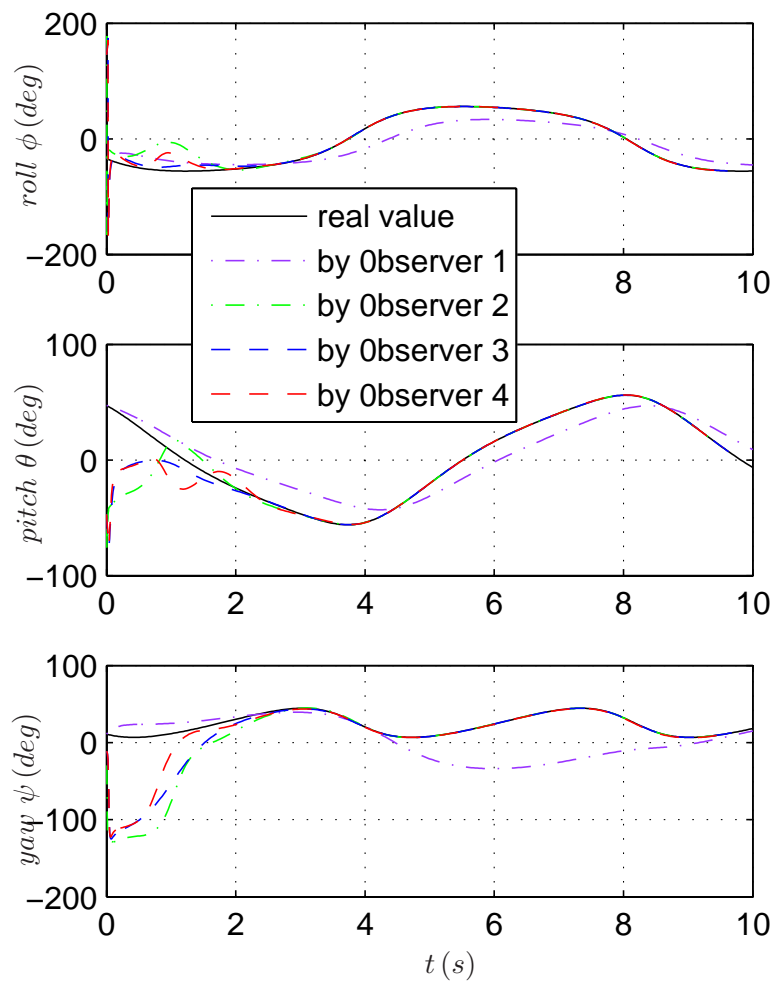 200
0
−200
roll ϕ (deg)
0
8
10
real value
by 0bserver 1
by 0bserver 2
by 0bserver 3
by 0bserver 4
100
0
−100
pitch θ (deg)
0
2
4
6
8
10
100
0
−100
−200
yaw ψ (deg)
0
2
4
6
8
10
t (s)